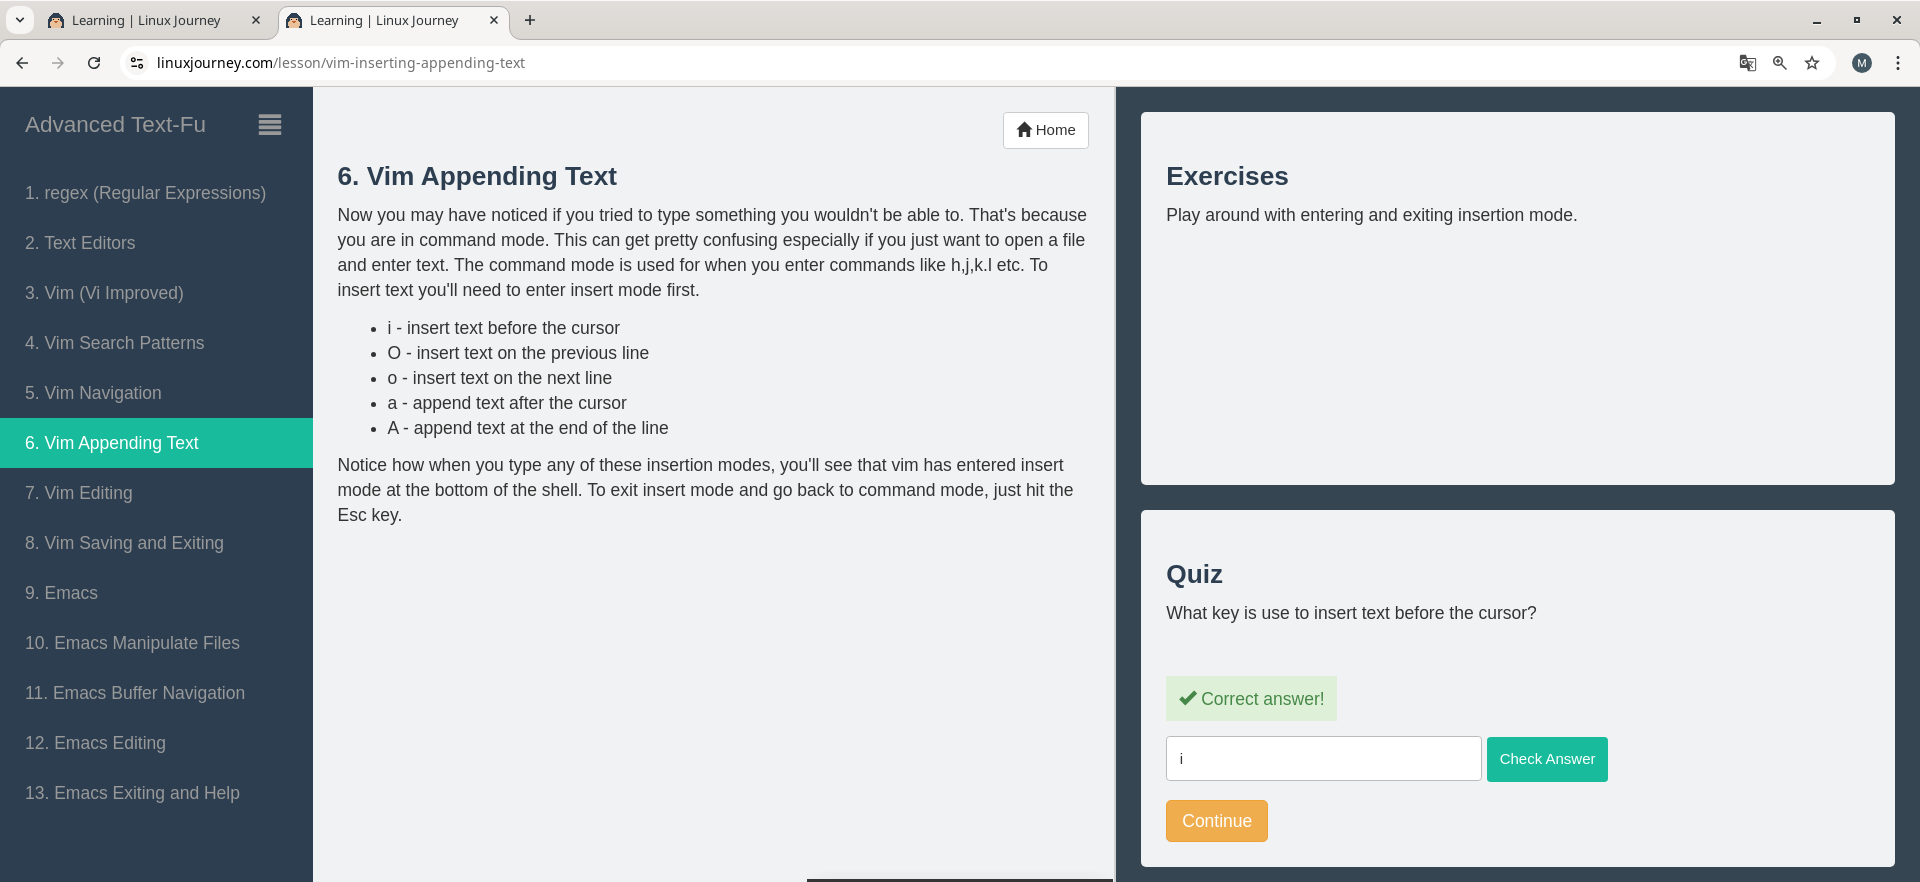 Learning | Linux Journey
Learning | Linux Journey
linuxjourney.com/lesson/vim-inserting-appending-text
M
Advanced Text-Fu
1. regex (Regular Expressions)
2. Text Editors
3. Vim (Vi Improved)
4. Vim Search Patterns
5. Vim Navigation
6. Vim Appending Text
7. Vim Editing
8. Vim Saving and Exiting
9. Emacs
10. Emacs Manipulate Files
11. Emacs Buffer Navigation
12. Emacs Editing
13. Emacs Exiting and Help
Home
6. Vim Appending Text
Now you may have noticed if you tried to type something you wouldn't be able to. That's because
you are in command mode. This can get pretty confusing especially if you just want to open a file
and enter text. The command mode is used for when you enter commands like h,j,k.l etc. To
insert text you'll need to enter insert mode first.
• i - insert text before the cursor
• O - insert text on the previous line
• o - insert text on the next line
• a - append text after the cursor
• A - append text at the end of the line
Notice how when you type any of these insertion modes, you'll see that vim has entered insert
mode at the bottom of the shell. To exit insert mode and go back to command mode, just hit the
Esc key.
Exercises
Play around with entering and exiting insertion mode.
Quiz
What key is use to insert text before the cursor?
Correct answer!
i
Check Answer
Continue